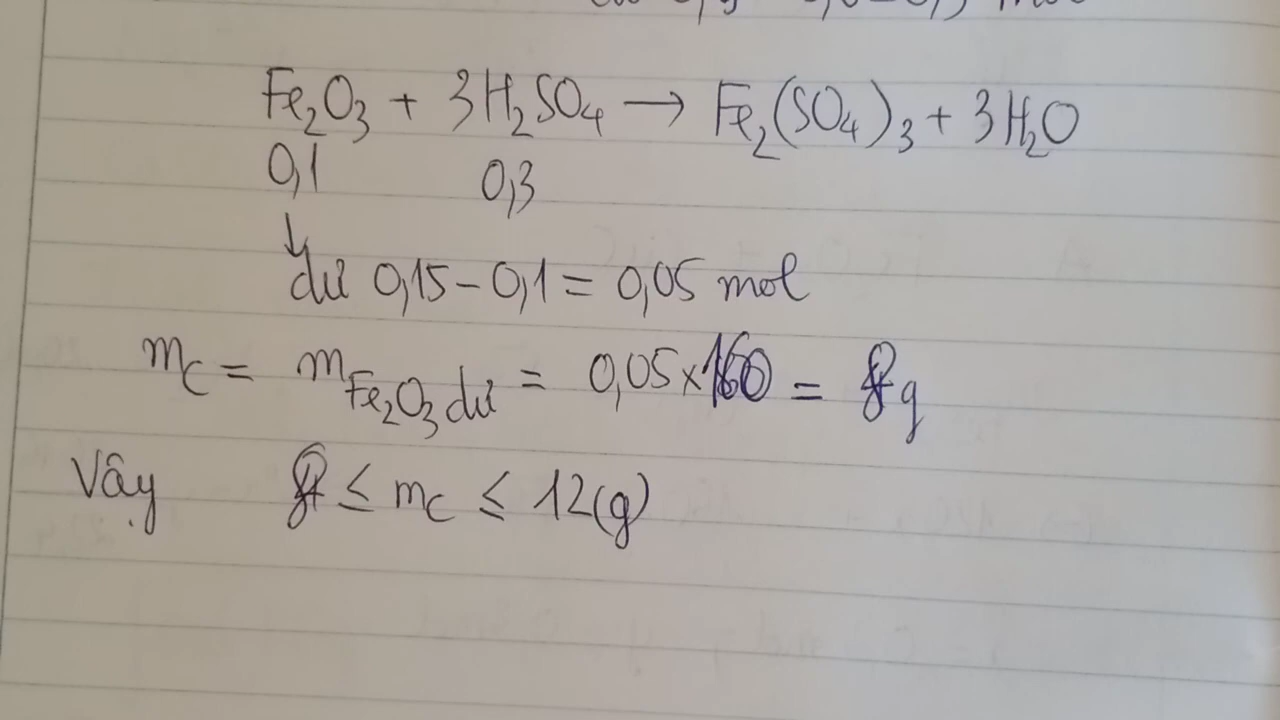 Fe₂O₃ + 3H₂SO₄ → Fe₂(SO₄)₃ + 3H₂O
0,1 0,3
↓
dư 0,15 - 0,1 = 0,05 mol
mC = mFe₂O₃ dư = 0,05 x 160 = 8g
Vậy 8 ≤ mC ≤ 12(g)